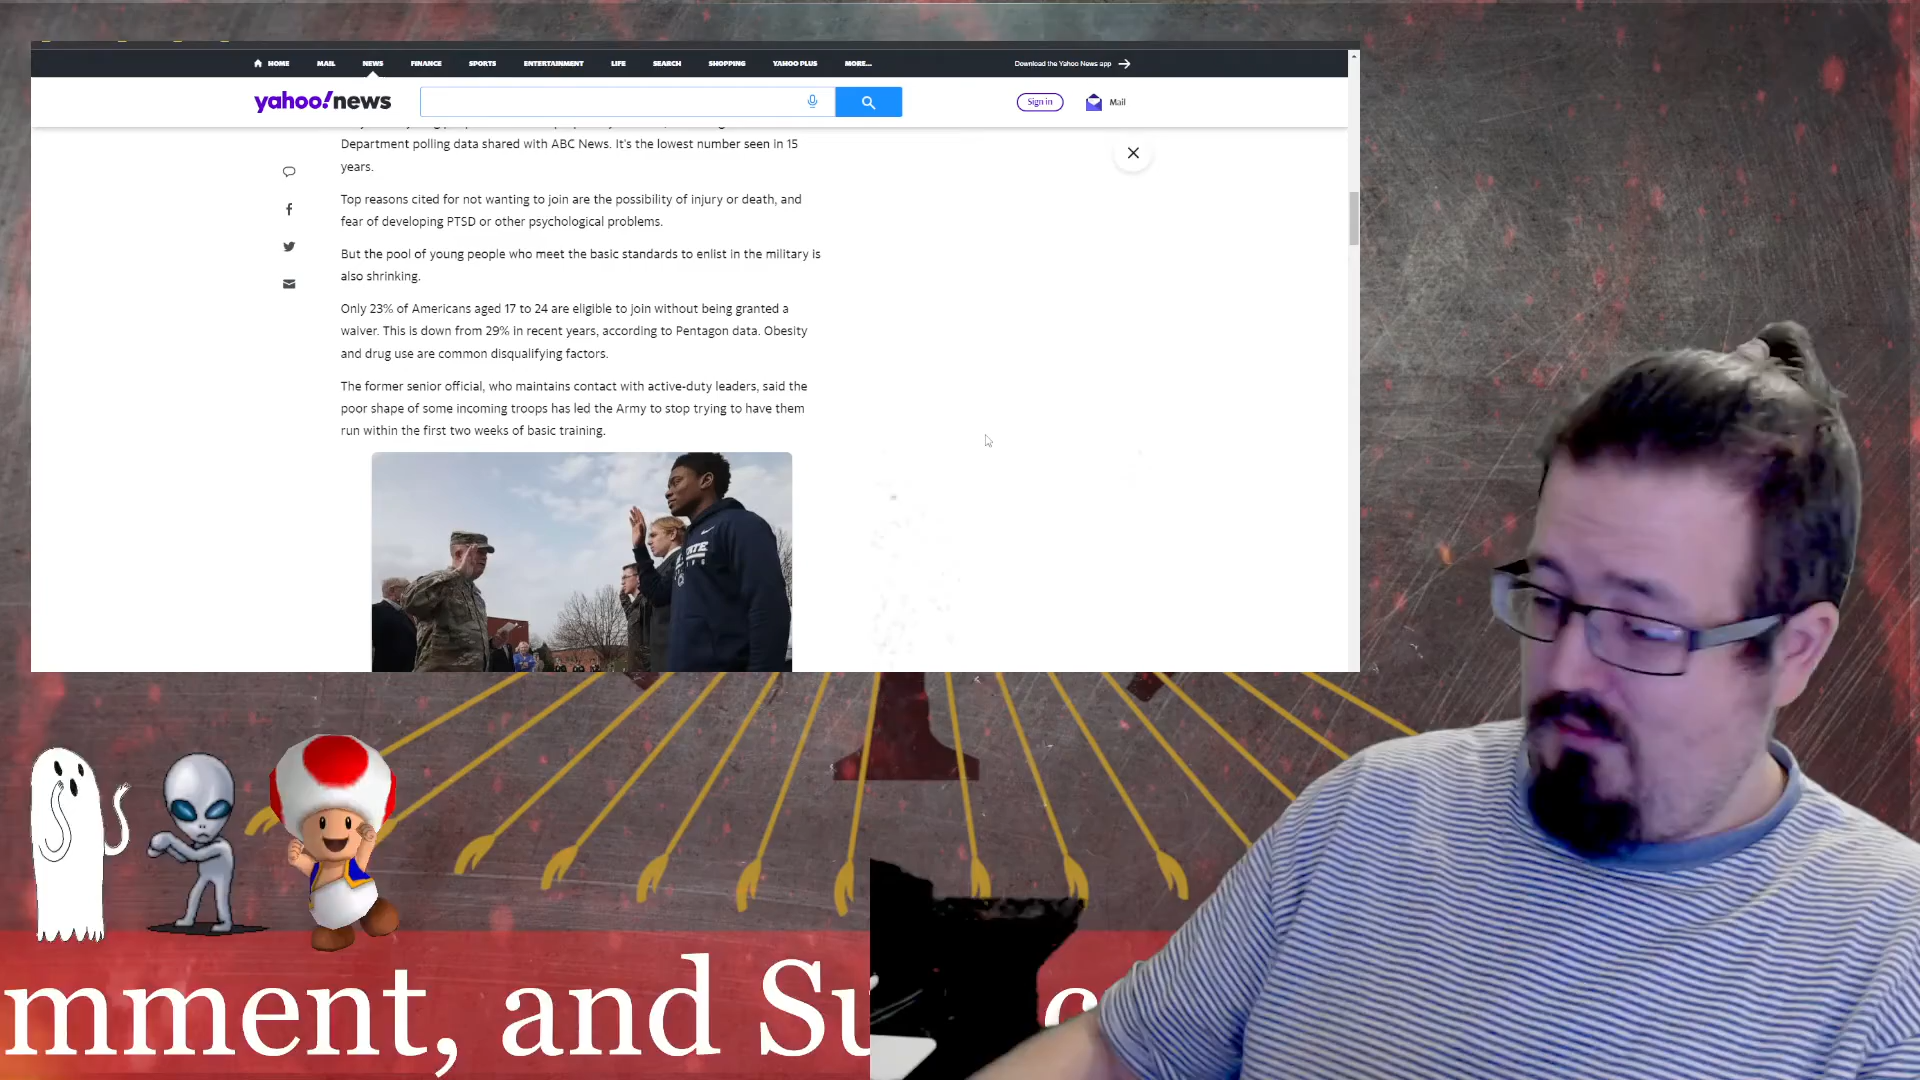 HOME MAIL NEWS FINANCE SPORTS ENTERTAINMENT LIFE SEARCH SHOPPING YAHOO PLUS MORE... Download the Yahoo News app
yahoo!news Sign in Mail
Department polling data shared with ABC News. It's the lowest number seen in 15
years.
Top reasons cited for not wanting to join are the possibility of injury or death, and
fear of developing PTSD or other psychological problems.
But the pool of young people who meet the basic standards to enlist in the military is
also shrinking.
Only 23% of Americans aged 17 to 24 are eligible to join without being granted a
waiver. This is down from 29% in recent years, according to Pentagon data. Obesity
and drug use are common disqualifying factors.
The former senior official, who maintains contact with active-duty leaders, said the
poor shape of some incoming troops has led the Army to stop trying to have them
run within the first two weeks of basic training.
mment, and Su